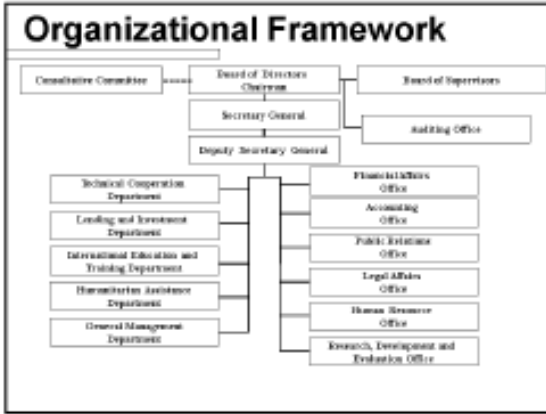 Organizational Framework
Consultative Committee
Board of Directors
Chairman
Board of Supervisors
Secretary General
Auditing Office
Deputy Secretary General
Technical Cooperation
Department
Lending and Investment
Department
International Education and
Training Department
Humanitarian Assistance
Department
General Management
Department
Financial Affairs
Office
Accounting
Office
Public Relations
Office
Legal Affairs
Office
Human Resource
Office
Research, Development and
Evaluation Office